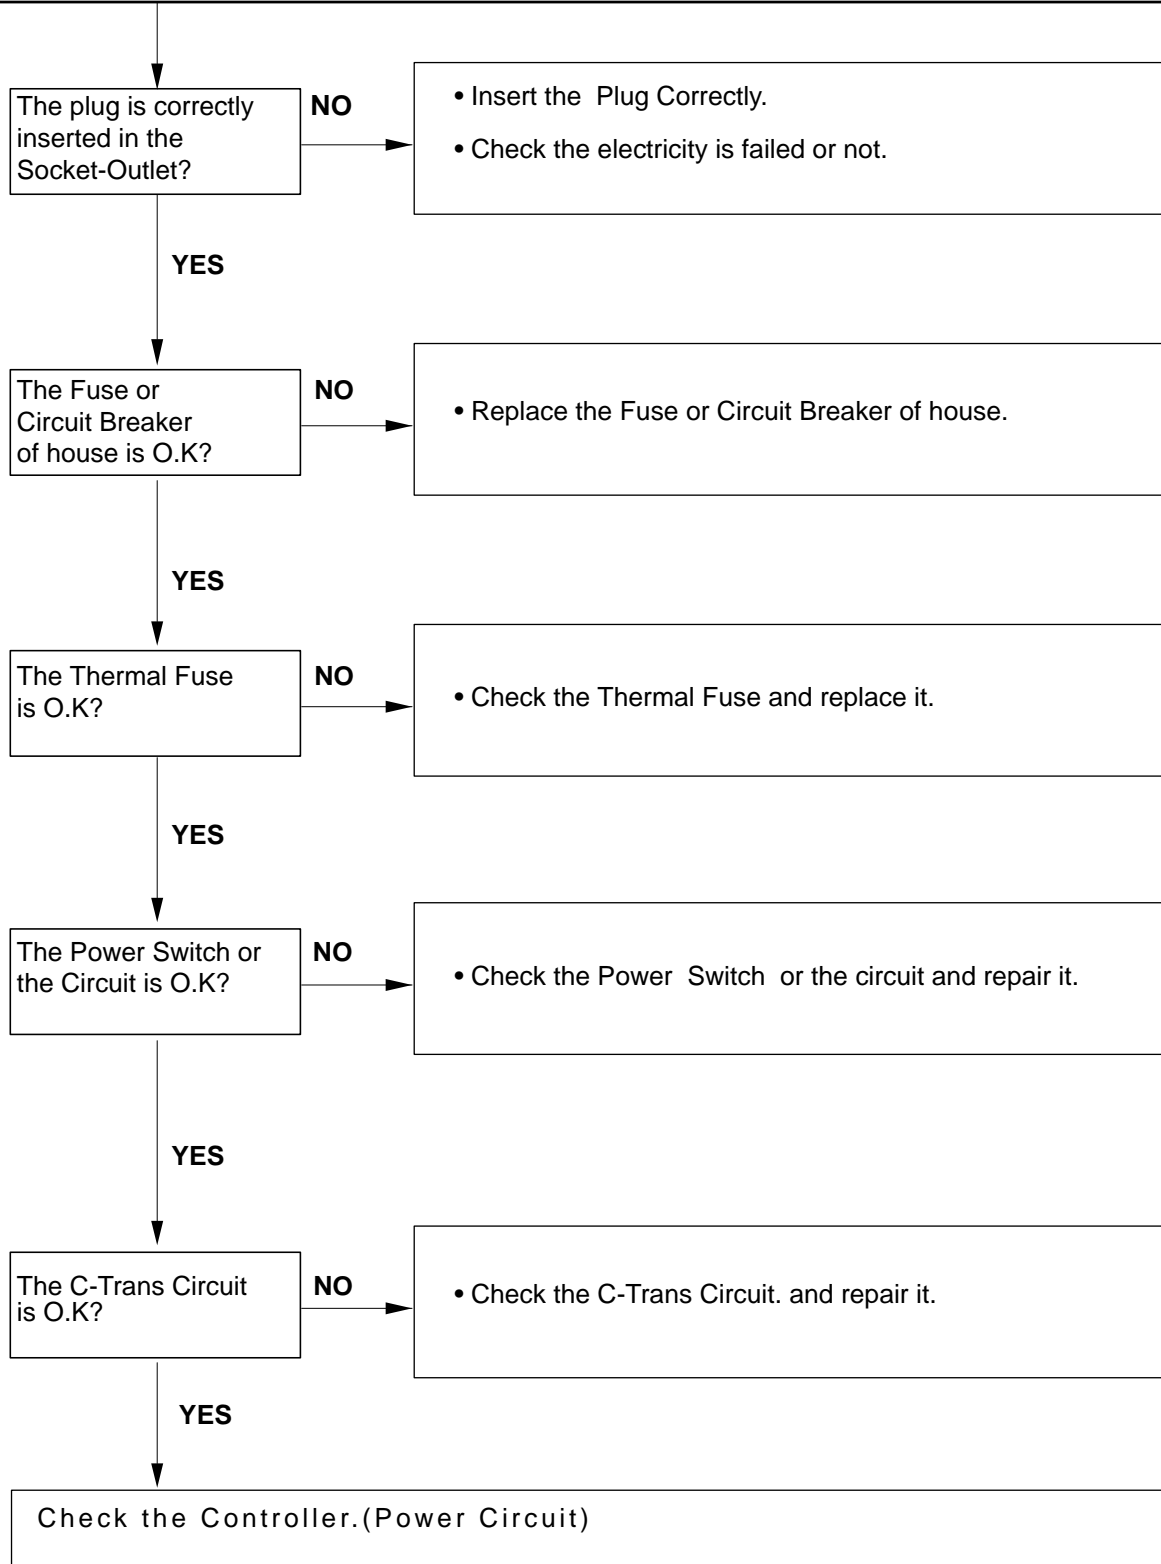 The plug is correctly
inserted in the
Socket-Outlet?
NO
• Insert the Plug Correctly.
• Check the electricity is failed or not.
YES
The Fuse or
Circuit Breaker
of house is O.K?
NO
• Replace the Fuse or Circuit Breaker of house.
YES
The Thermal Fuse
is O.K?
NO
• Check the Thermal Fuse and replace it.
YES
The Power Switch or
the Circuit is O.K?
NO
• Check the Power Switch or the circuit and repair it.
YES
The C-Trans Circuit
is O.K?
NO
• Check the C-Trans Circuit. and repair it.
YES
Check the Controller.(Power Circuit)